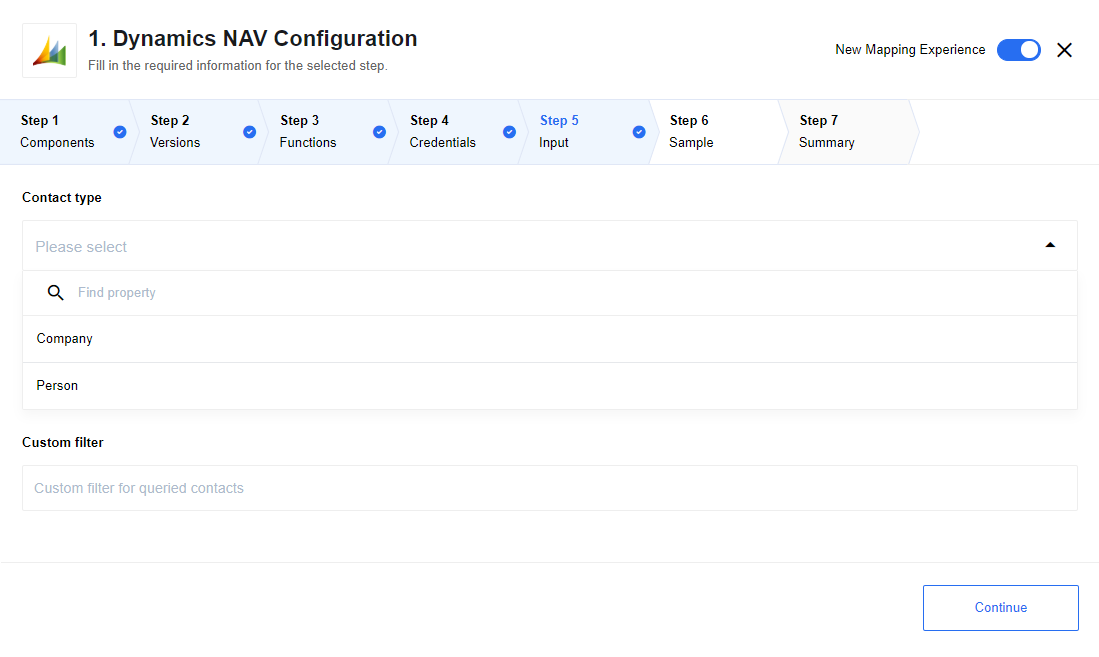 1. Dynamics NAV Configuration
Fill in the required information for the selected step.
New Mapping Experience
Step 1
Components
Step 2
Versions
Step 3
Functions
Step 4
Credentials
Step 5
Input
Step 6
Sample
Step 7
Summary
Contact type
Please select
Find property
Company
Person
Custom filter
Custom filter for queried contacts
Continue